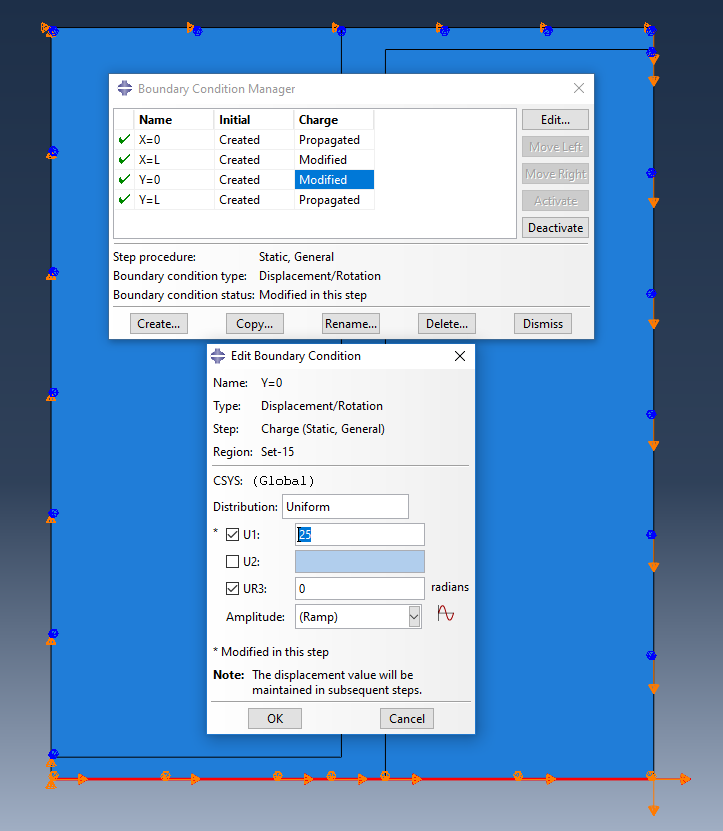 Boundary Condition Manager
Name Initial Charge
X=0 Created Propagated
X=L Created Modified
Y=0 Created Modified
Y=L Created Propagated
Edit...
Move Left
Move Right
Activate
Deactivate
Step procedure: Static, General
Boundary condition type: Displacement/Rotation
Boundary condition status: Modified in this step
Create... Copy... Rename... Delete... Dismiss
Edit Boundary Condition
Name: Y=0
Type: Displacement/Rotation
Step: Charge (Static, General)
Region: Set-15
CSYS: (Global)
Distribution: Uniform
* U1: 25
U2:
UR3: 0 radians
Amplitude: (Ramp)
* Modified in this step
Note: The displacement value will be
maintained in subsequent steps.
OK Cancel